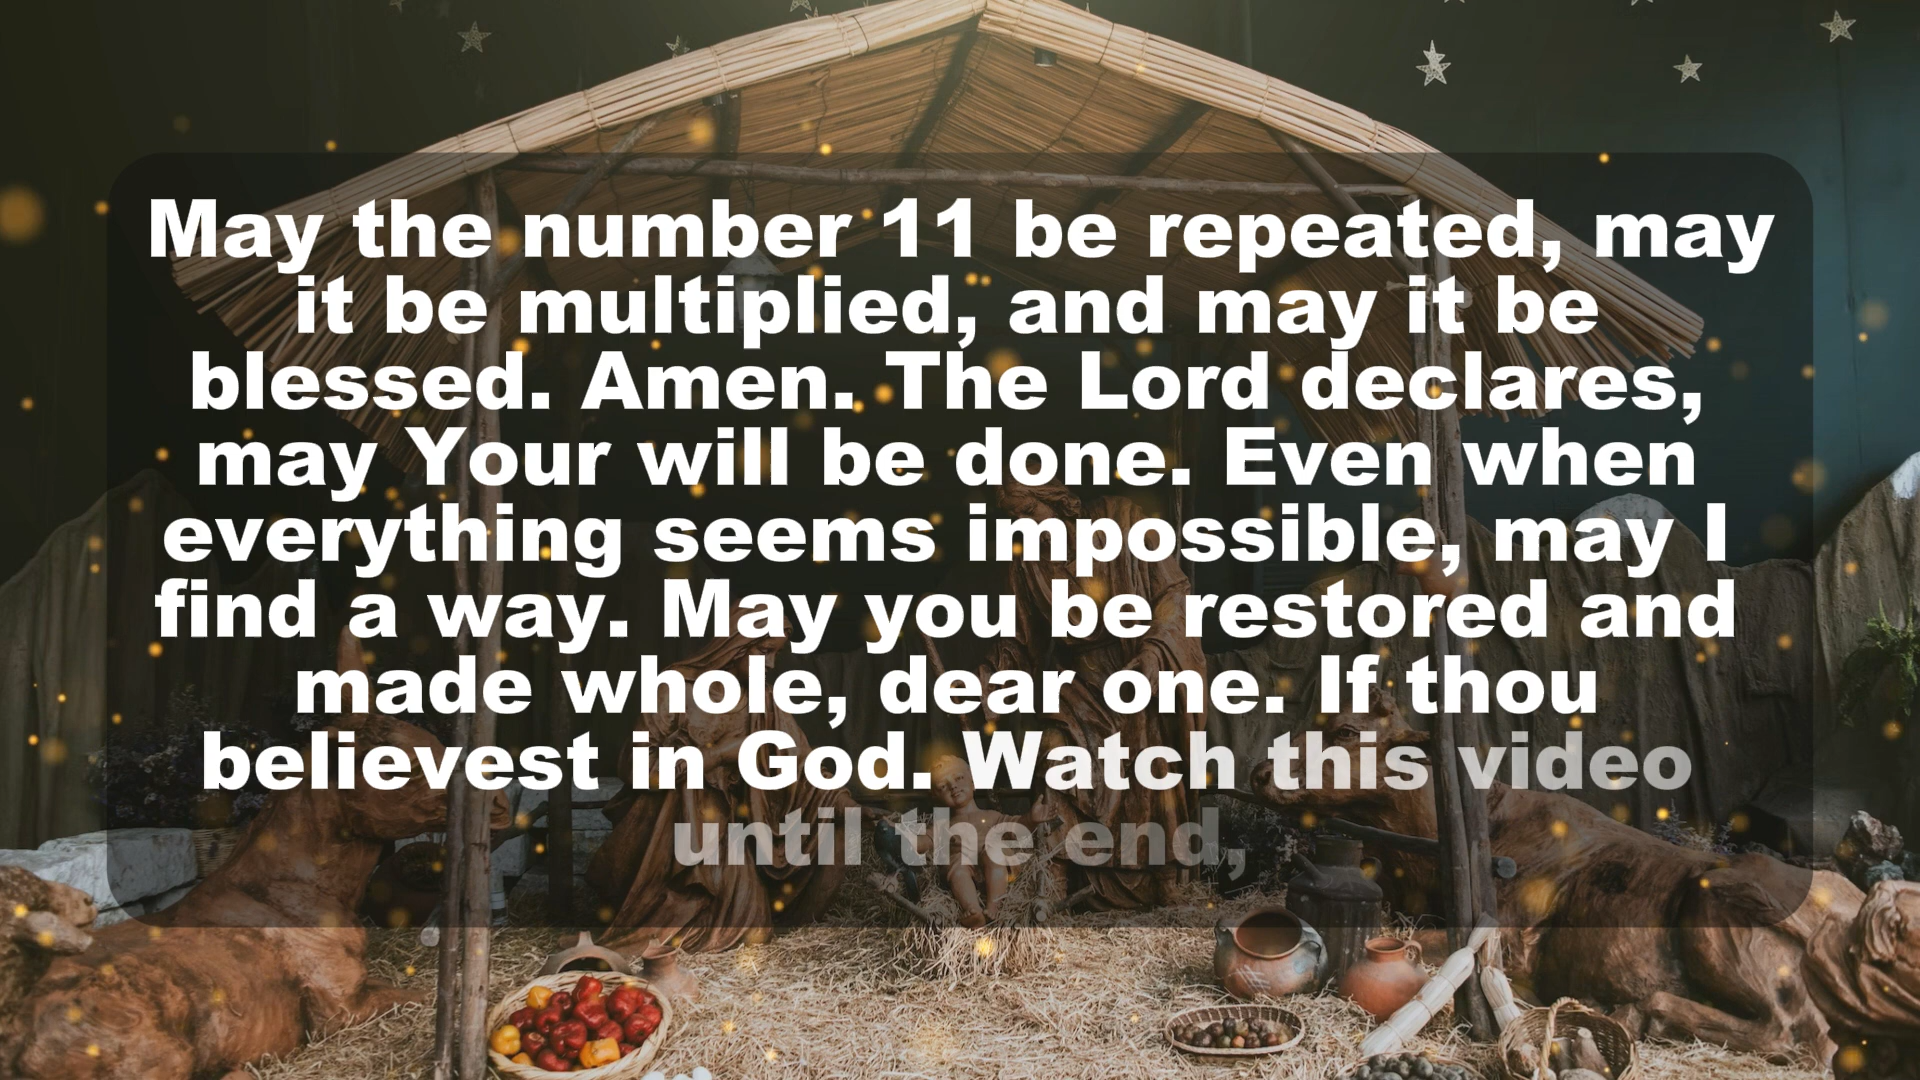 May the number 11 be repeated, may
it be multiplied, and may it be
blessed. Amen. The Lord declares,
may Your will be done. Even when
everything seems impossible, may I
find a way. May you be restored and
made whole, dear one. If thou
believest in God. Watch this video
until the end,